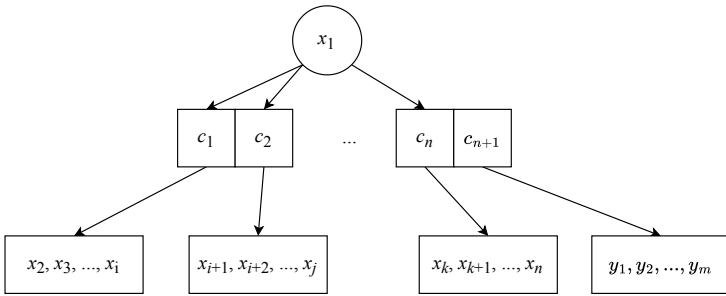 x₁
c₁ c₂ ... cₙ cₙ₊₁
x₂, x₃, ..., xᵢ xᵢ₊₁, xᵢ₊₂, ..., xⱼ xₖ, xₖ₊₁, ..., xₙ y₁, y₂, ..., yₘ